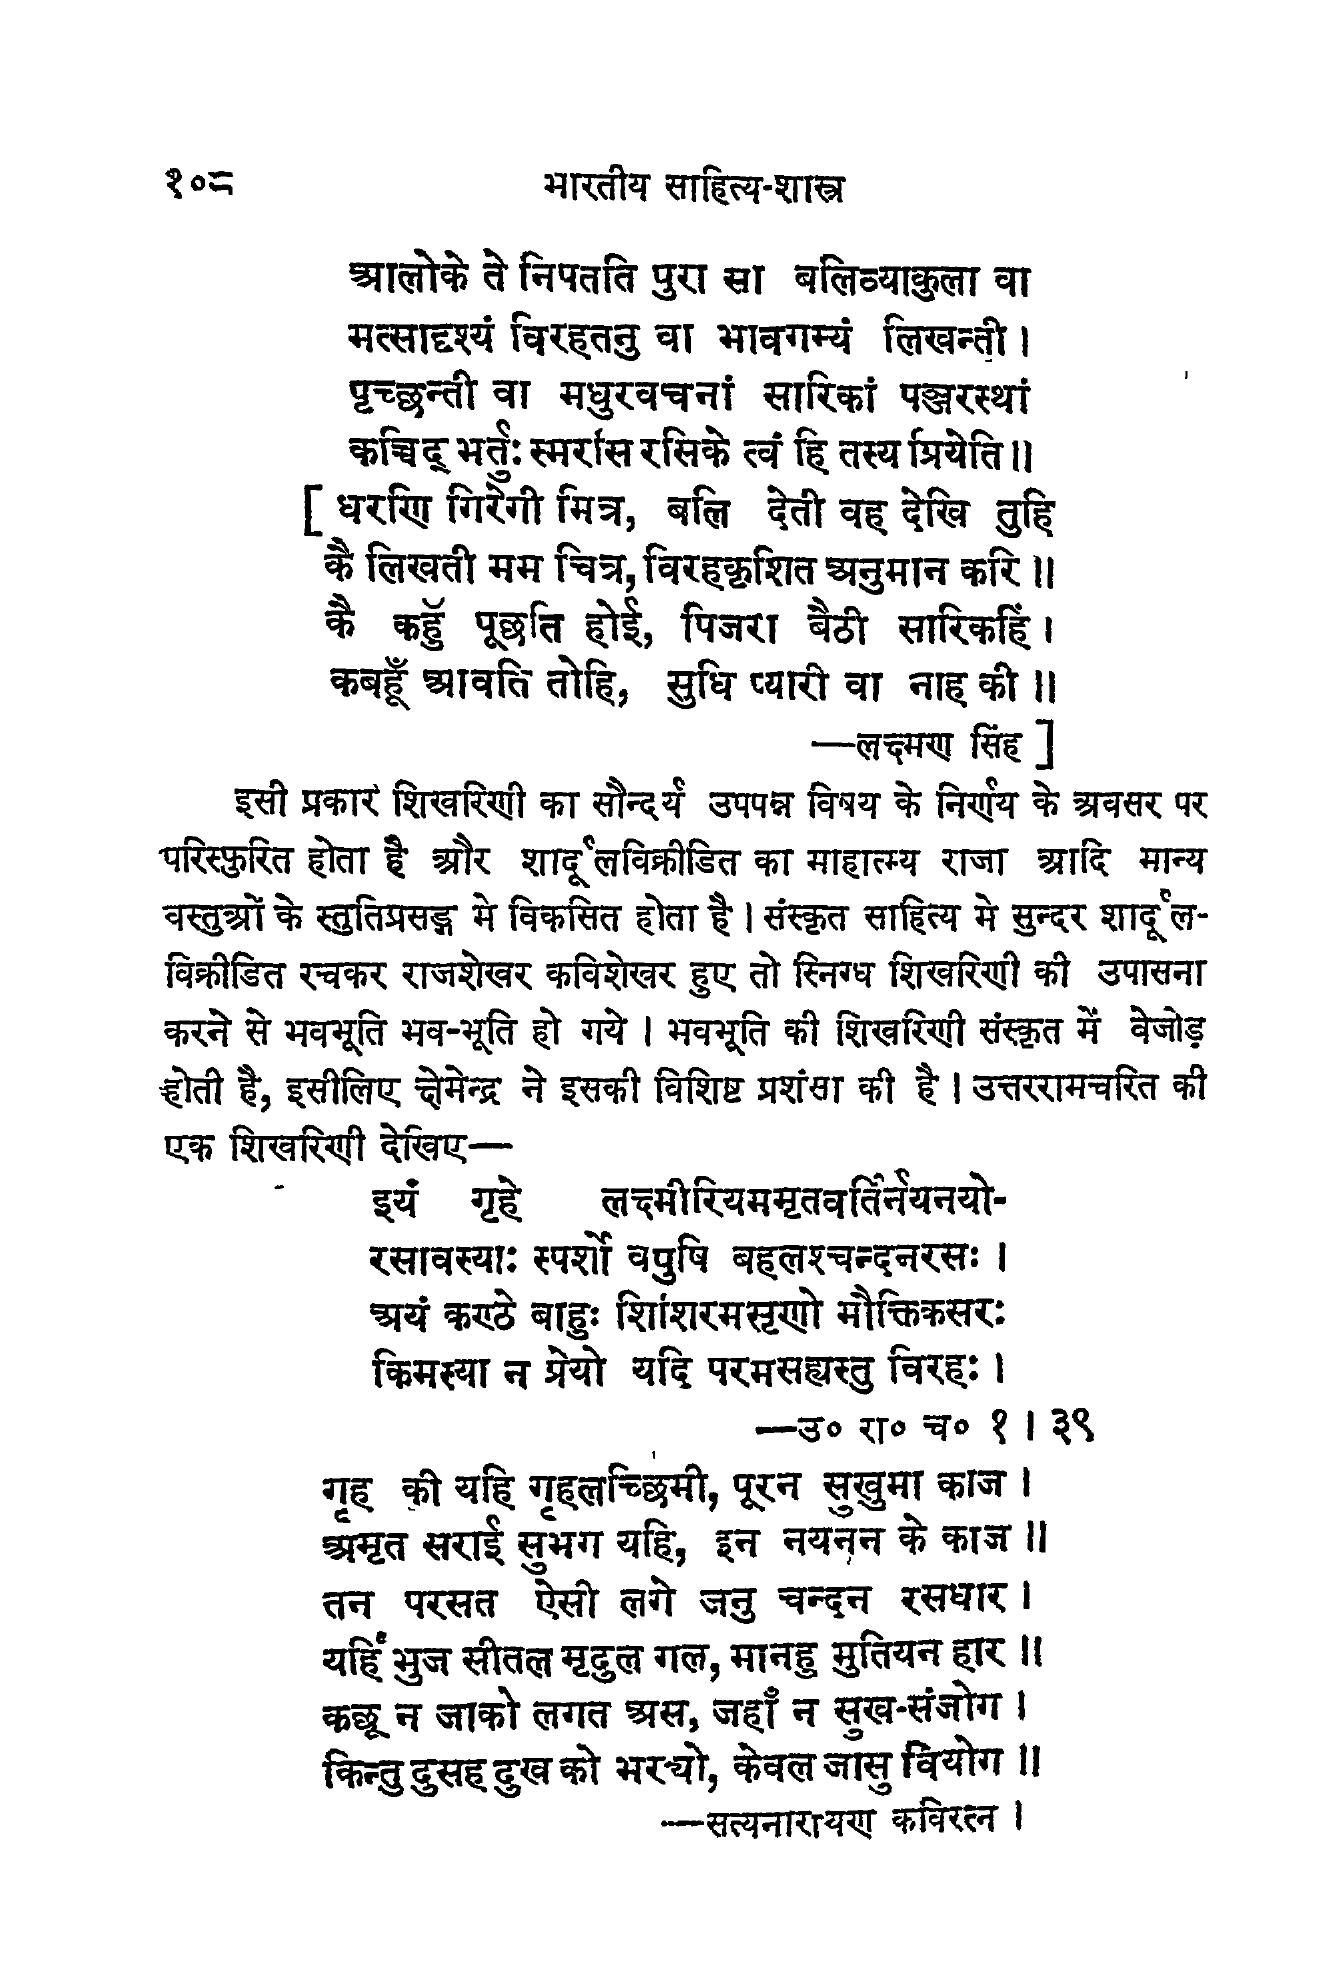 १०८ भारतीय साहित्य-शास्त्र
आलोके ते निपतति पुरा सा बलिव्याकुला वा
मत्सादृश्यं विरहतनु वा भावगम्यं लिखन्ती ।
पृच्छन्ती वा मधुरवचनां सारिकां पञ्जरस्थां
कच्चिद् भर्तुः स्मरसि रसिके त्वं हि तस्य प्रियेति ॥
[ धरणि गिरेगी मित्र, बलि देती वह देखि तुहि
कै लिखती मम चित्र, विरहकृशित अनुमान करि ॥
कै कहुँ पूछति होई, पिजरा बैठी सारिकहिं ।
कबहूँ आवति तोहि, सुधि प्यारी वा नाह की ॥
—लक्ष्मण सिंह ]
इसी प्रकार शिखरिणी का सौन्दर्य उपपन्न विषय के निर्णय के अवसर पर
परिस्फुरित होता है और शार्दूलविक्रीडित का माहात्म्य राजा आदि मान्य
वस्तुओं के स्तुतिप्रसङ्ग मे विकसित होता है । संस्कृत साहित्य मे सुन्दर शार्दूल-
विक्रीडित रचकर राजशेखर कविशेखर हुए तो स्निग्ध शिखरिणी की उपासना
करने से भवभूति भव-भूति हो गये । भवभूति की शिखरिणी संस्कृत में वेजोड़
होती है, इसीलिए क्षेमेन्द्र ने इसकी विशिष्ट प्रशंसा की है । उत्तररामचरित की
एक शिखरिणी देखिए—
इयं गृहे लक्ष्मीरियममृतवर्तिर्नयनयो-
रसावस्याः स्पर्शो वपुषि बहलश्चन्दनरसः ।
अयं कण्ठे बाहुः शिशिरमसृणो मौक्तिकसरः
किमस्या न प्रेयो यदि परमसह्यस्तु विरहः ।
—उ० रा० च० १ । ३९
गृह की यहि गृहलच्छिमी, पूरन सुखुमा काज ।
अमृत सराई सुभग यहि, इन नयनन के काज ॥
तन परसत ऐसी लगे जनु चन्दन रसधार ।
यहिं भुज सीतल मृदुल गल, मानहु मुतियन हार ॥
कछू न जाको लगत अस, जहाँ न सुख-संजोग ।
किन्तु दुसह दुख को भरयो, केवल जासु वियोग ॥
—सत्यनारायण कविरत्न ।